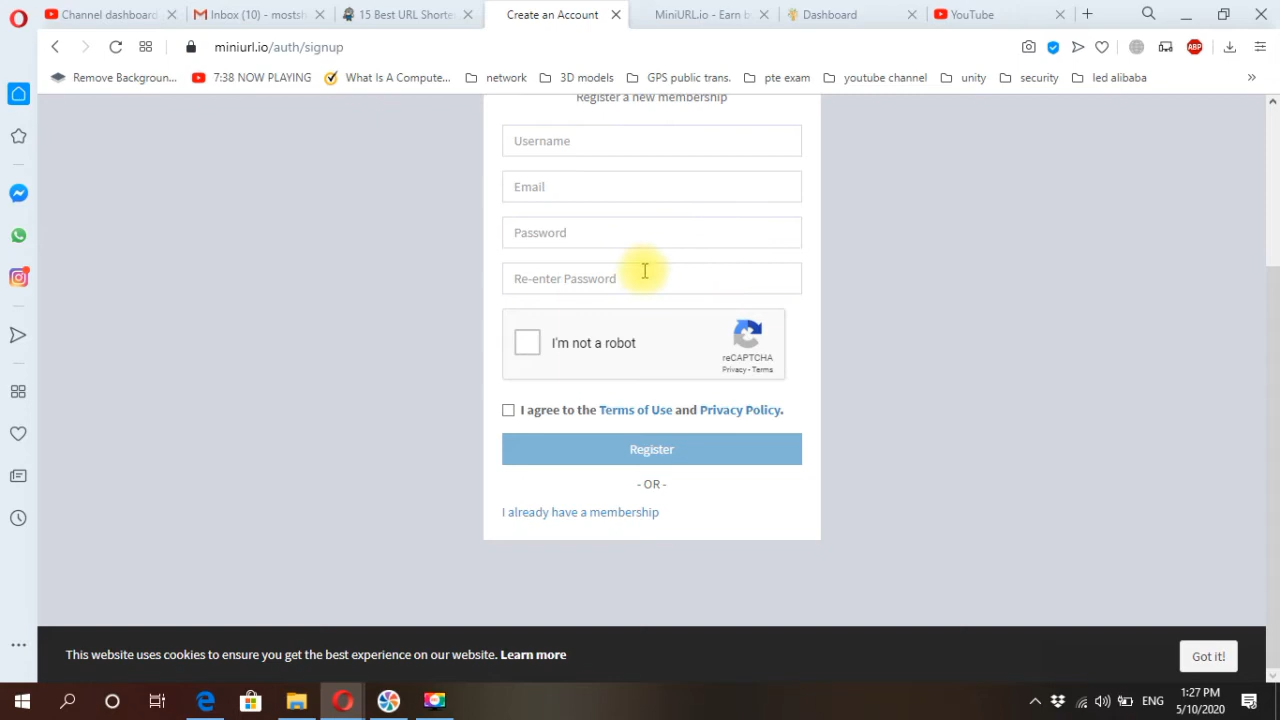 Channel dashboard
Inbox (10) - mostsh
15 Best URL Shorte
Create an Account
MiniURL.io - Earn b
Dashboard
YouTube
miniurl.io/auth/signup
ABP
Remove Backgroun...
7:38 NOW PLAYING
What Is A Compute...
network
3D models
GPS public trans.
pte exam
youtube channel
unity
security
led alibaba
Register a new membership
Username
Email
Password
Re-enter Password
I'm not a robot
reCAPTCHA
Privacy - Terms
I agree to the Terms of Use and Privacy Policy.
Register
- OR -
I already have a membership
This website uses cookies to ensure you get the best experience on our website. Learn more
Got it!
ENG
1:27 PM
5/10/2020